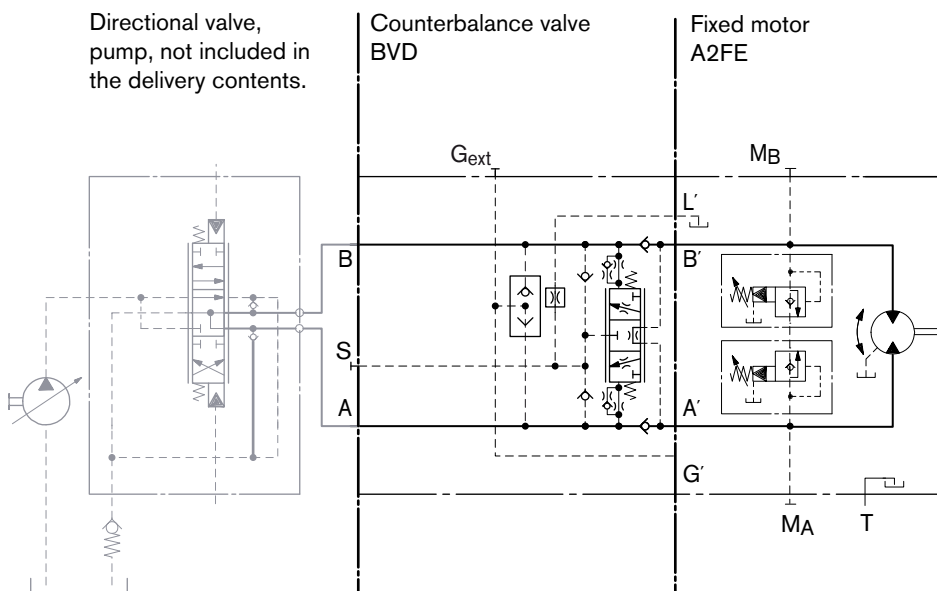 Directional valve,
pump, not included in
the delivery contents.
Counterbalance valve
BVD
Fixed motor
A2FE
Gext
MB
L′
B
B′
S
A
A′
G′
MA
T